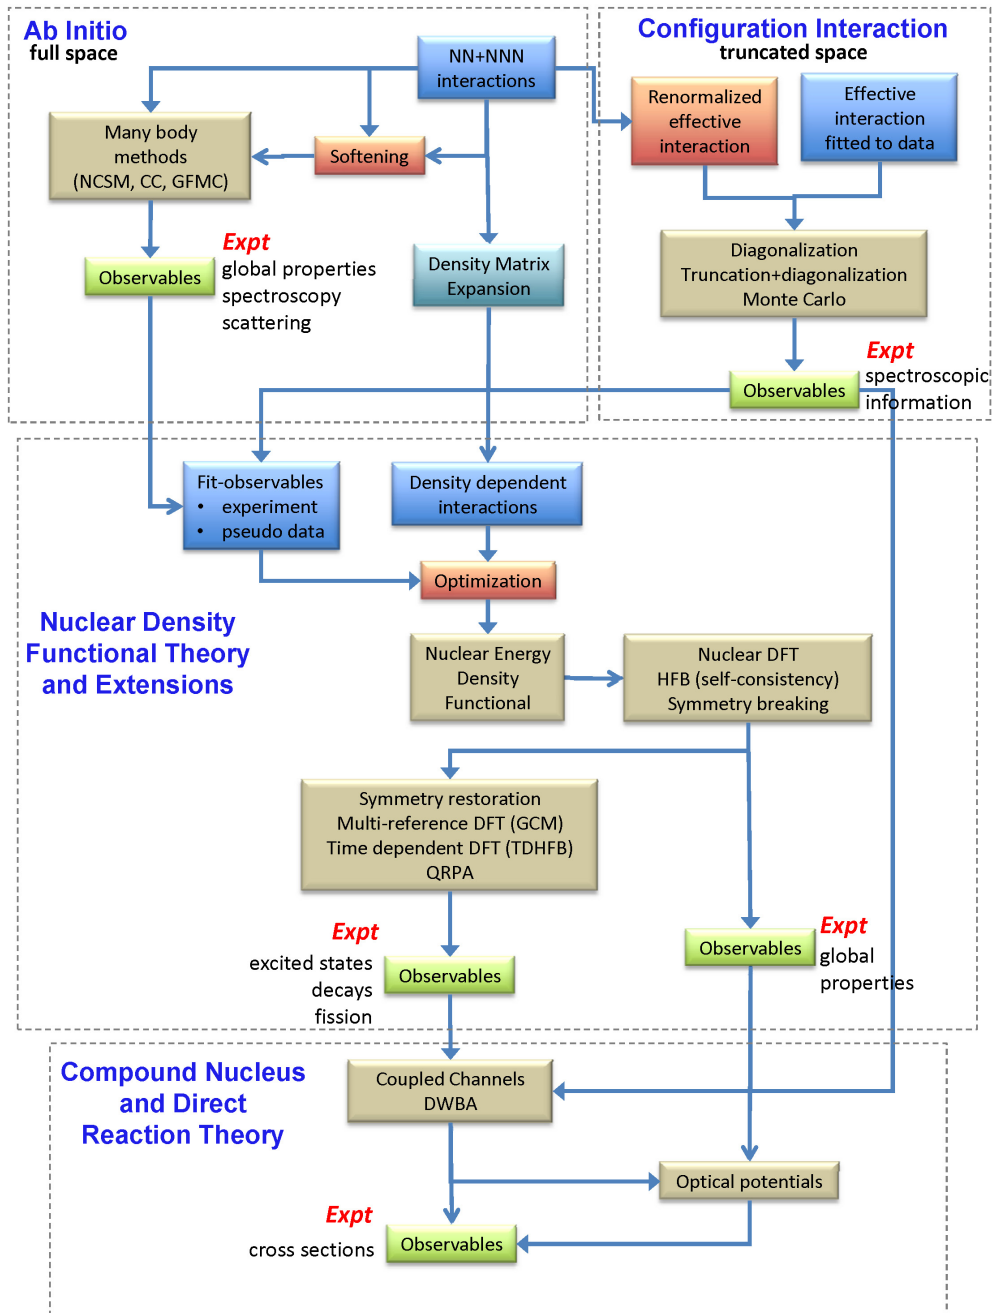 Ab Initio
full space
NN+NNN
interactions
Many body
methods
(NCSM, CC, GFMC)
Softening
Observables
Expt
global properties
spectroscopy
scattering
Density Matrix
Expansion
Configuration Interaction
truncated space
Renormalized
effective
interaction
Effective
interaction
fitted to data
Diagonalization
Truncation+diagonalization
Monte Carlo
Observables
Expt
spectroscopic
information
Fit-observables
• experiment
• pseudo data
Density dependent
interactions
Optimization
Nuclear Density
Functional Theory
and Extensions
Nuclear Energy
Density
Functional
Nuclear DFT
HFB (self-consistency)
Symmetry breaking
Symmetry restoration
Multi-reference DFT (GCM)
Time dependent DFT (TDHFB)
QRPA
Expt
excited states
decays
fission
Observables
Observables
Expt
global
properties
Compound Nucleus
and Direct
Reaction Theory
Coupled Channels
DWBA
Optical potentials
Expt
cross sections
Observables